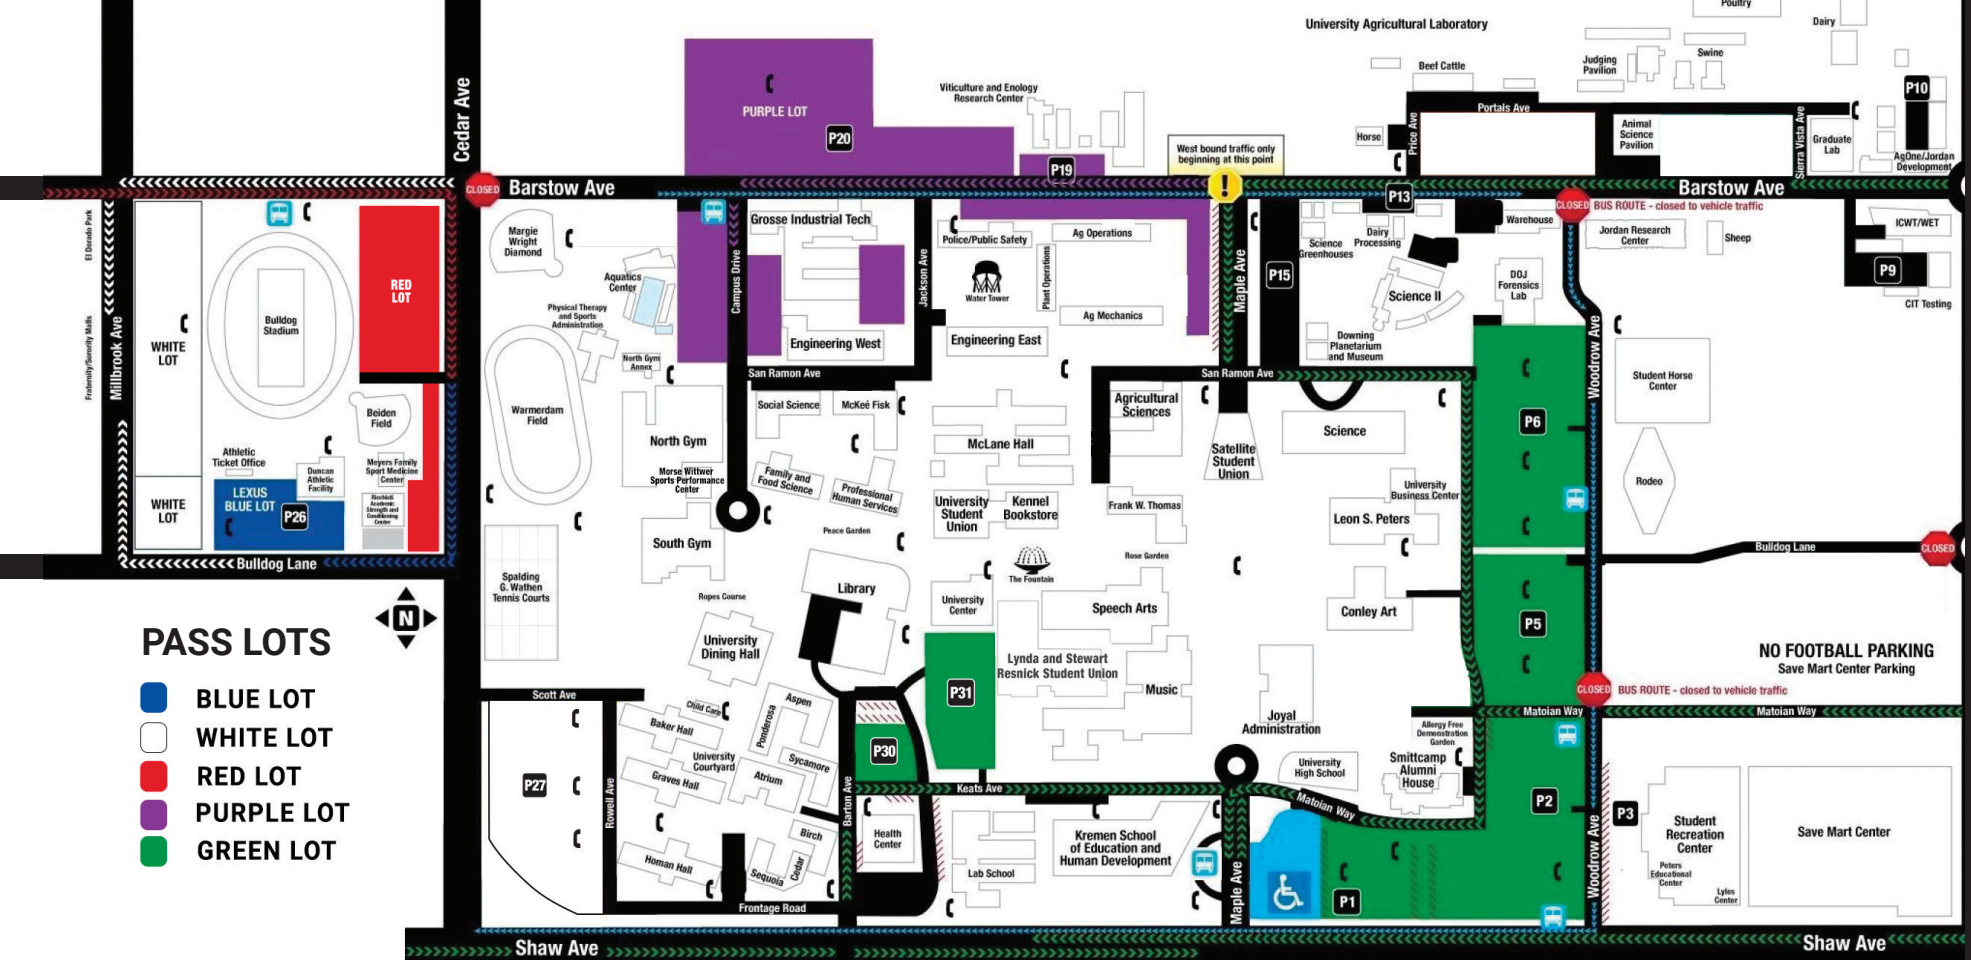 University Agricultural Laboratory
Poultry
Dairy
Swine
Judging
Pavilion
Beef Cattle
P10
Portals Ave
Cedar Ave
PURPLE LOT
P20
Viticulture and Enology
Research Center
P19
West bound traffic only
beginning at this point
!
Horse
Price Ave
Animal
Science
Pavilion
Sierra Vista Ave
Graduate
Lab
AgOne/Jordan
Development
CLOSED
Barstow Ave
P13
Barstow Ave
CLOSED
BUS ROUTE - closed to vehicle traffic
El Dorado Park
Fraternity/Sorority Malls
Millbrook Ave
WHITE
LOT
Bulldog
Stadium
RED
LOT
Margie
Wright
Diamond
Aquatics
Center
Physical Therapy
and Sports
Administration
North Gym
Annex
Campus Drive
Grosse Industrial Tech
Engineering West
Jackson Ave
Police/Public Safety
Water Tower
Plant Operations
Ag Operations
Ag Mechanics
Engineering East
Maple Ave
P15
Science
Greenhouses
Dairy
Processing
Warehouse
Science II
DOJ
Forensics
Lab
Downing
Planetarium
and Museum
Jordan Research
Center
Sheep
ICWT/WET
P9
CIT Testing
Woodrow Ave
Student Horse
Center
San Ramon Ave
San Ramon Ave
Beiden
Field
Athletic
Ticket Office
Duncan
Athletic
Facility
Meyers Family
Sport Medicine
Center
Ricchiuti
Academic
Strength and
Conditioning
Center
WHITE
LOT
LEXUS
BLUE LOT
P26
Bulldog Lane
Warmerdam
Field
North Gym
Morse Wittwer
Sports Performance
Center
Social Science
McKee Fisk
Family and
Food Science
Professional
Human Services
Peace Garden
McLane Hall
University
Student
Union
Kennel
Bookstore
Agricultural
Sciences
Satellite
Student
Union
Frank W. Thomas
Science
University
Business Center
Leon S. Peters
P6
Rodeo
Bulldog Lane
CLOSED
South Gym
Spalding
G. Wathen
Tennis Courts
Ropes Course
Library
University
Center
The Fountain
Rose Garden
Speech Arts
Conley Art
P5
N
PASS LOTS
BLUE LOT
WHITE LOT
RED LOT
PURPLE LOT
GREEN LOT
University
Dining Hall
P31
Lynda and Stewart
Resnick Student Union
Music
Joyal
Administration
NO FOOTBALL PARKING
Save Mart Center Parking
CLOSED
BUS ROUTE - closed to vehicle traffic
Matoian Way
Matoian Way
Scott Ave
P27
Rowell Ave
Child Care
Baker Hall
University
Courtyard
Graves Hall
Homan Hall
Ponderosa
Aspen
Sycamore
Atrium
Birch
Cedar
Sequoia
Barton Ave
P30
Keats Ave
Health
Center
Lab School
Kremen School
of Education and
Human Development
Maple Ave
University
High School
Matoian Way
Allergy Free
Demonstration
Garden
Smittcamp
Alumni
House
P2
P1
Woodrow Ave
P3
Student
Recreation
Center
Peters
Educational
Center
Lyles
Center
Save Mart Center
Frontage Road
Shaw Ave
Shaw Ave